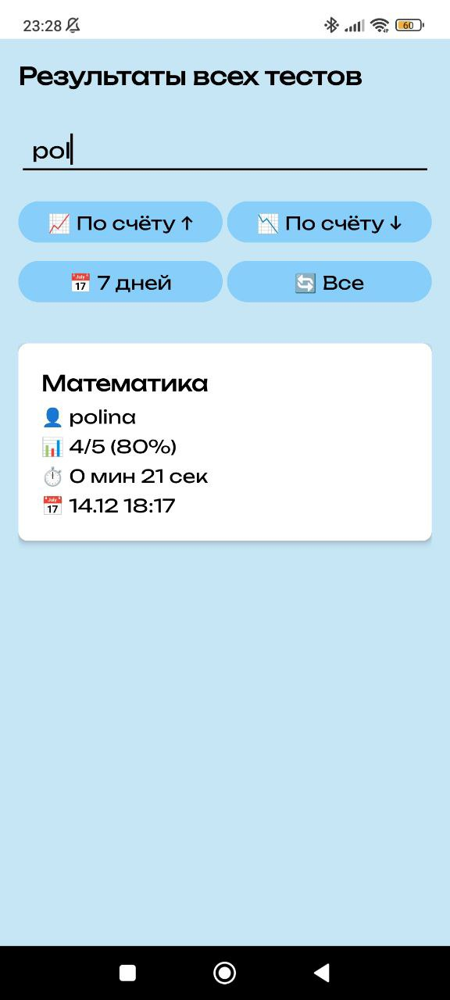 23:28
60
Результаты всех тестов
pol
📈 По счёту ↑
📉 По счёту ↓
📅 7 дней
🔄 Все
Математика
👤 polina
📊 4/5 (80%)
⏱️ 0 мин 21 сек
📅 14.12 18:17